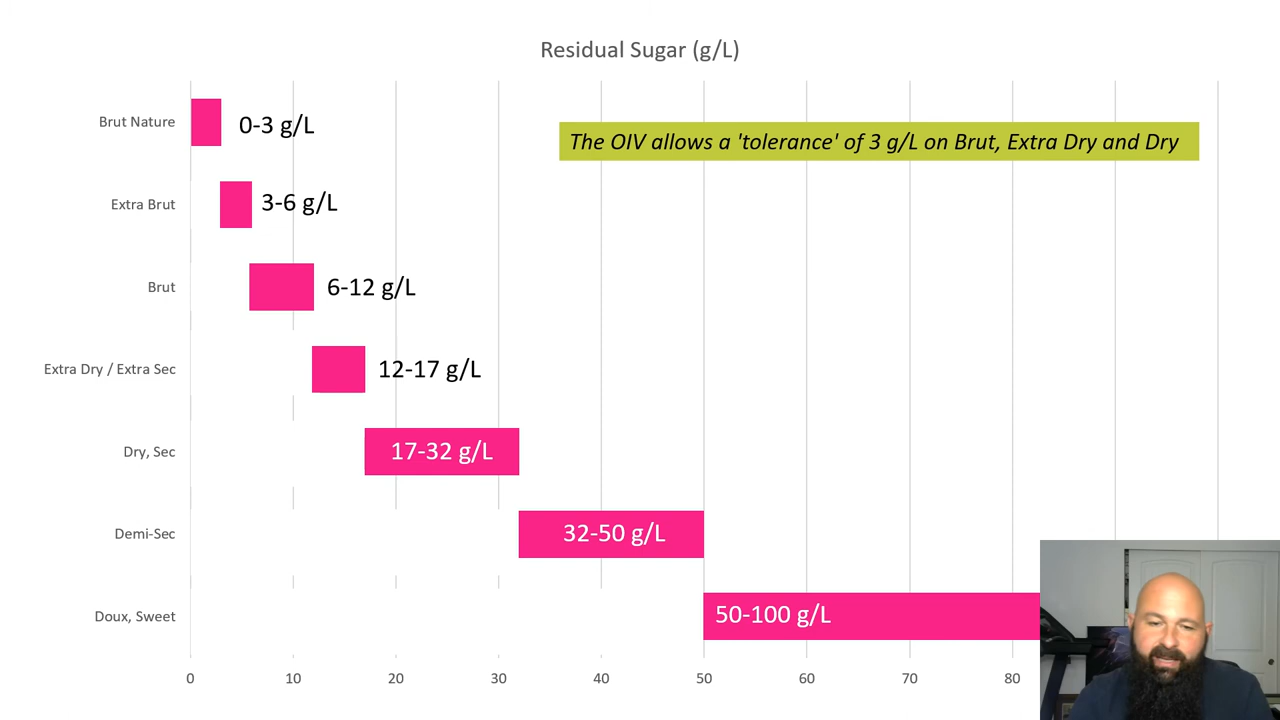 Residual Sugar (g/L)
The OIV allows a 'tolerance' of 3 g/L on Brut, Extra Dry and Dry
Brut Nature
0-3 g/L
Extra Brut
3-6 g/L
Brut
6-12 g/L
Extra Dry / Extra Sec
12-17 g/L
Dry, Sec
17-32 g/L
Demi-Sec
32-50 g/L
Doux, Sweet
50-100 g/L
0 10 20 30 40 50 60 70 80